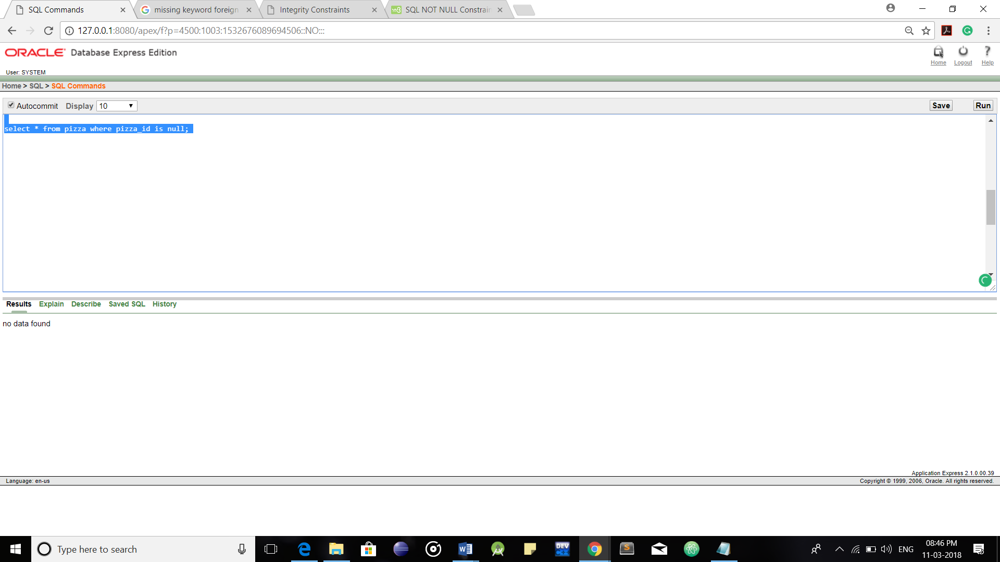 SQL Commands
missing keyword foreign
Integrity Constraints
SQL NOT NULL Constrain
127.0.0.1:8080/apex/f?p=4500:1003:1532676089694506::NO:::
ORACLE Database Express Edition
Home Logout Help
User: SYSTEM
Home > SQL > SQL Commands
Autocommit Display 10 Save Run
select * from pizza where pizza_id is null;
Results Explain Describe Saved SQL History
no data found
Application Express 2.1.0.00.39
Language: en-us Copyright © 1999, 2006, Oracle. All rights reserved.
Type here to search
DEV C++
ENG
08:46 PM
11-03-2018